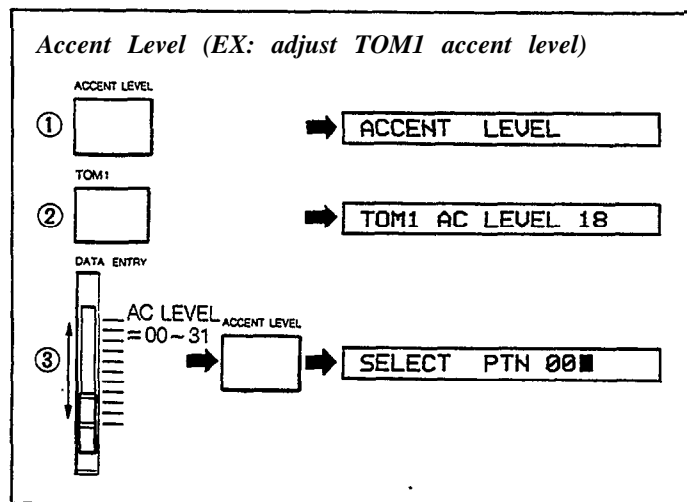 Accent Level (EX: adjust TOM1 accent level)
ACCENT LEVEL
① ACCENT LEVEL
TOM1
② TOM1 AC LEVEL 18
DATA ENTRY
AC LEVEL
=00~31
ACCENT LEVEL
③ SELECT PTN 00